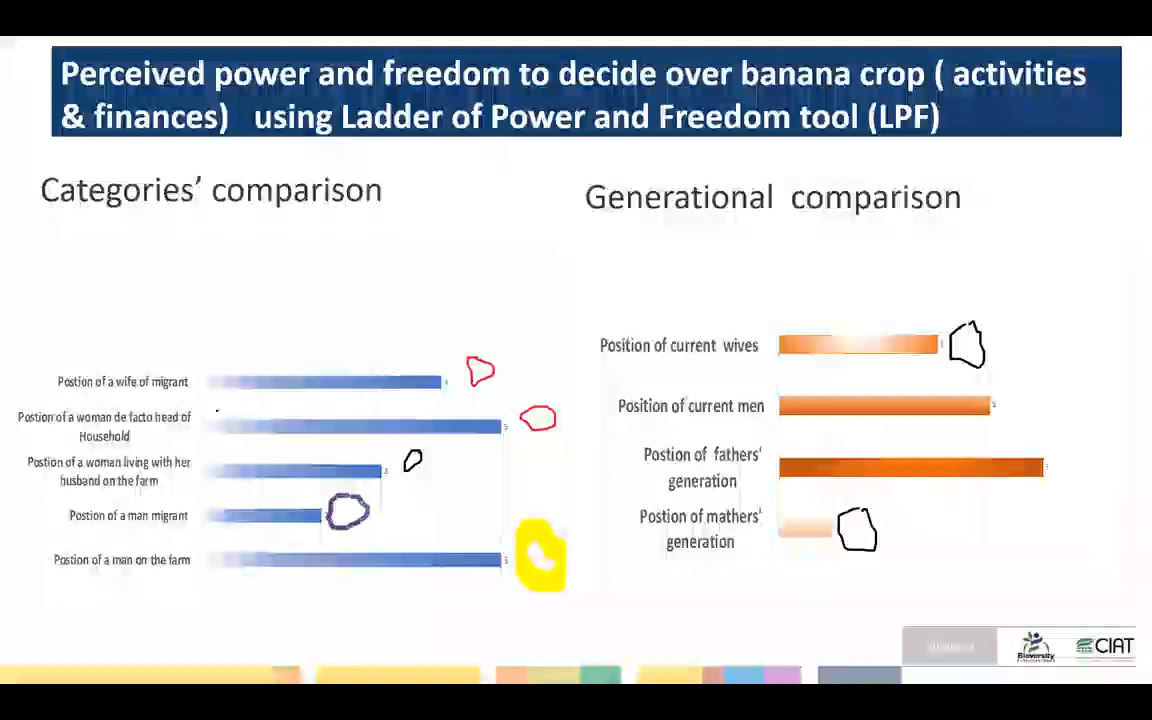 Perceived power and freedom to decide over banana crop ( activities
& finances) using Ladder of Power and Freedom tool (LPF)
Categories’ comparison
Generational comparison
Postion of a wife of migrant
Postion of a woman de facto head of
Household
Postion of a woman living with her
husband on the farm
Postion of a man migrant
Postion of a man on the farm
5
3
5
Position of current wives
Position of current men
Postion of fathers'
generation
Postion of mathers'
generation
Bioversity
CIAT